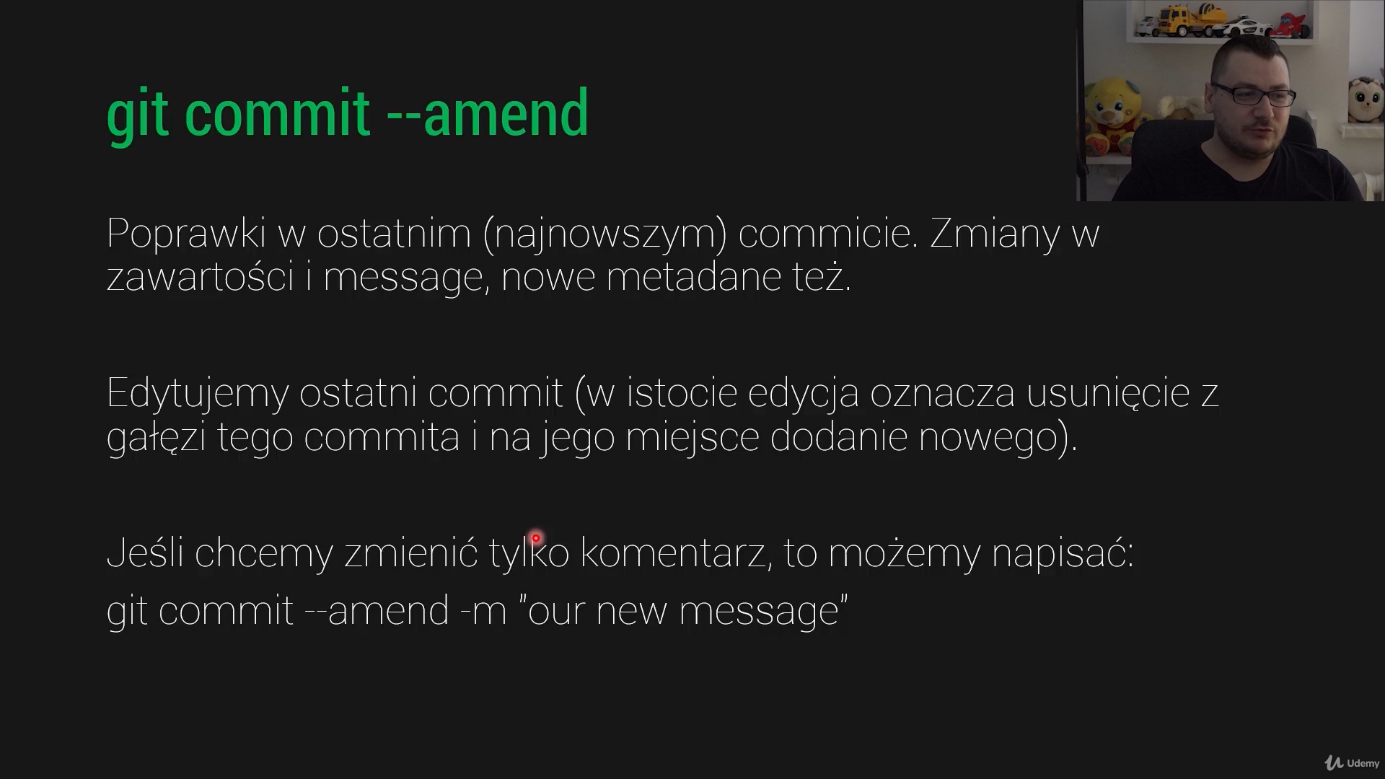 git commit --amend
Poprawki w ostatnim (najnowszym) commicie. Zmiany w
zawartości i message, nowe metadane też.
Edytujemy ostatni commit (w istocie edycja oznacza usunięcie z
gałęzi tego commita i na jego miejsce dodanie nowego).
Jeśli chcemy zmienić tylko komentarz, to możemy napisać:
git commit --amend -m "our new message"
Udemy